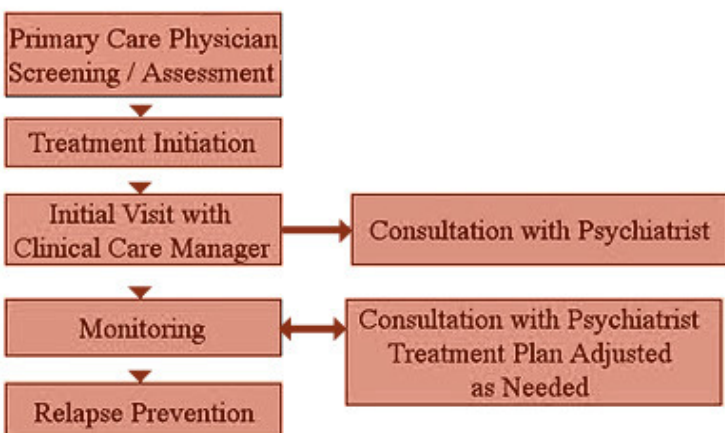 Primary Care Physician
Screening / Assessment
Treatment Initiation
Initial Visit with
Clinical Care Manager
Consultation with Psychiatrist
Monitoring
Consultation with Psychiatrist
Treatment Plan Adjusted
as Needed
Relapse Prevention